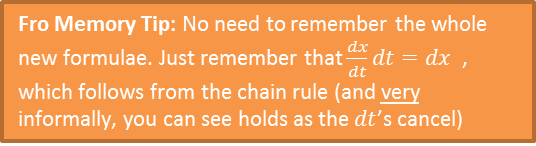 Fro Memory Tip: No need to remember the whole
new formulae. Just remember that dx/dt dt = dx ,
which follows from the chain rule (and very
informally, you can see holds as the dt's cancel)